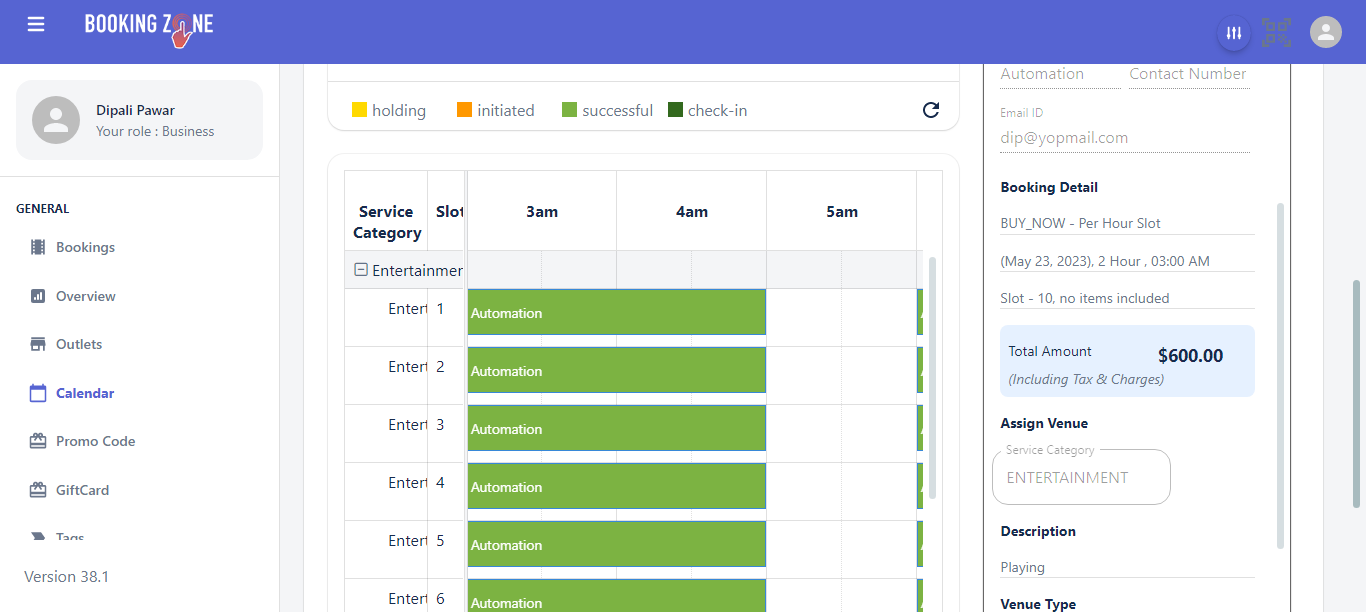 BOOKING ZONE
Dipali Pawar
Your role : Business
GENERAL
Bookings
Overview
Outlets
Calendar
Promo Code
GiftCard
Tags
Version 38.1
holding initiated successful check-in
Service Category Slot 3am 4am 5am
Entertainmen
Entert 1 Automation
Entert 2 Automation
Entert 3 Automation
Entert 4 Automation
Entert 5 Automation
Entert 6 Automation
Automation Contact Number
Email ID
dip@yopmail.com
Booking Detail
BUY_NOW - Per Hour Slot
(May 23, 2023), 2 Hour , 03:00 AM
Slot - 10, no items included
Total Amount $600.00
(Including Tax & Charges)
Assign Venue
Service Category
ENTERTAINMENT
Description
Playing
Venue Type